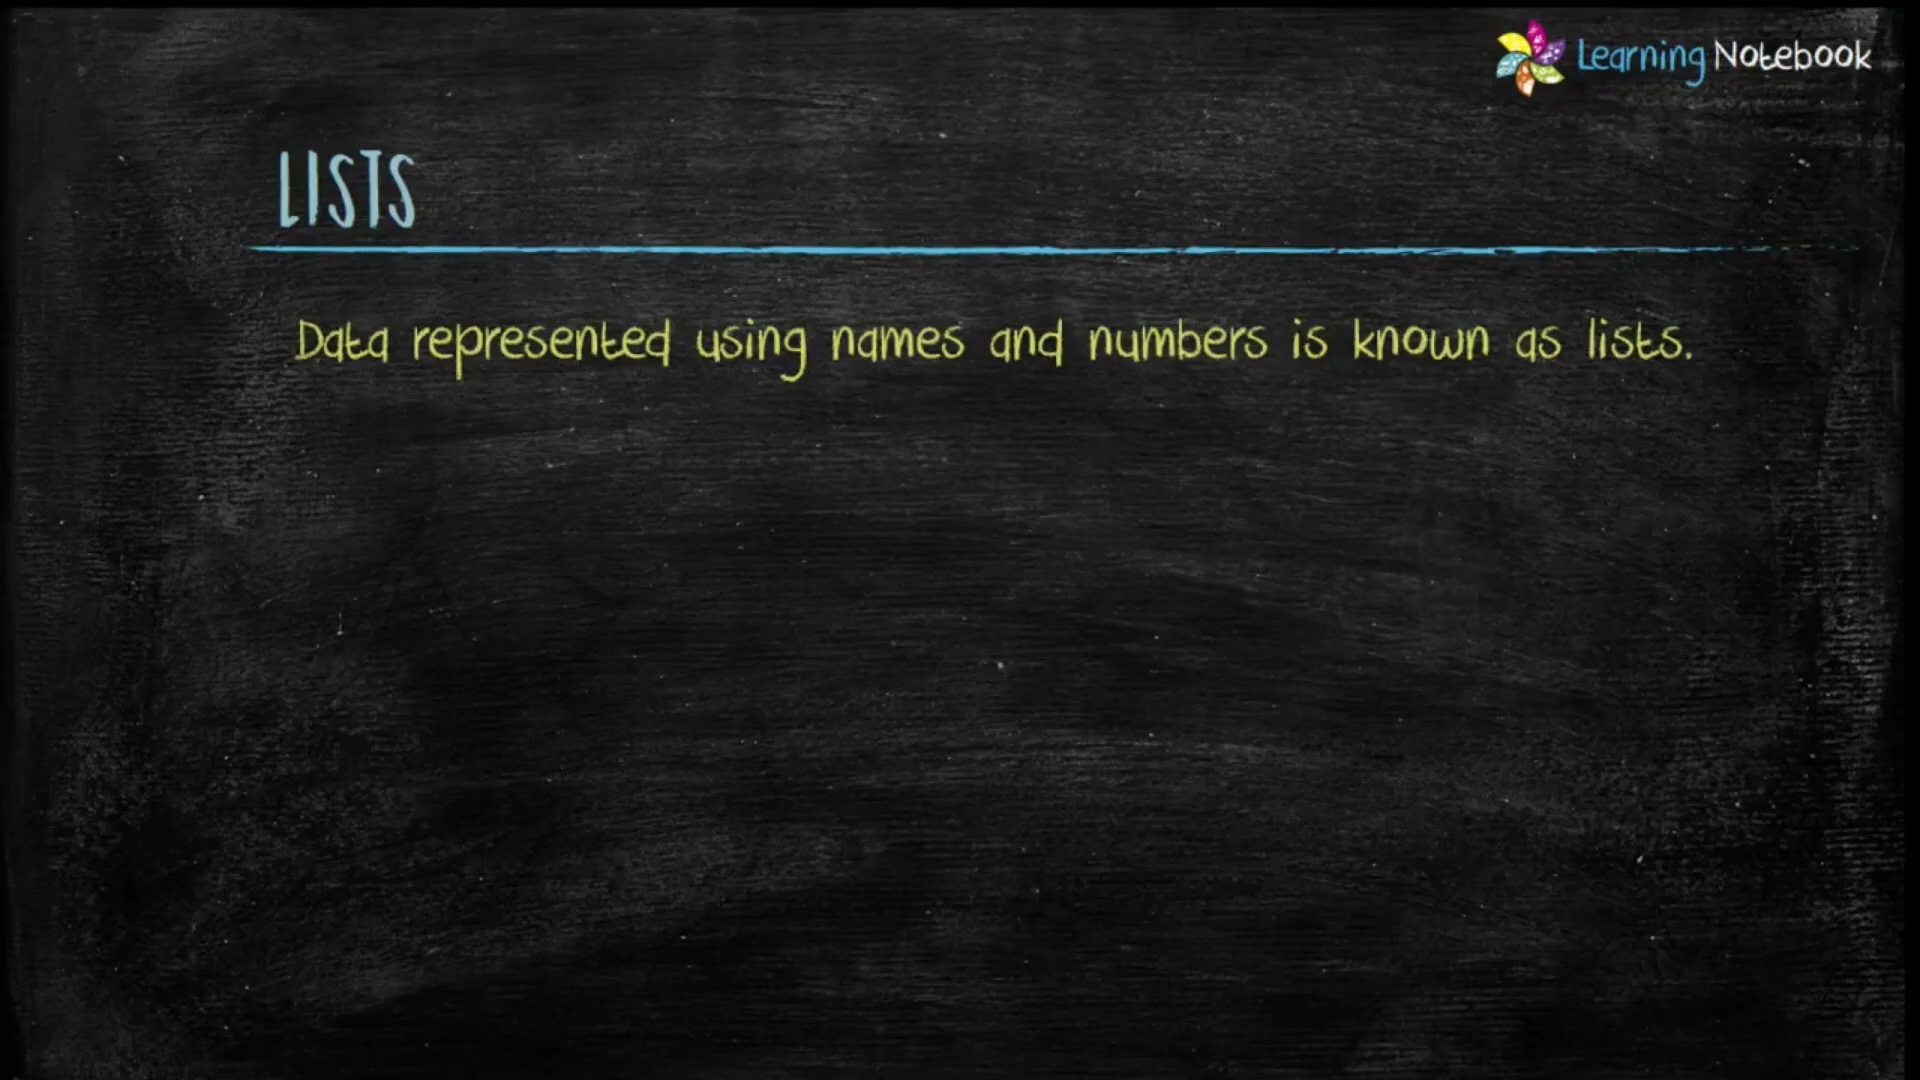 Learning Notebook
LISTS
Data represented using names and numbers is known as lists.